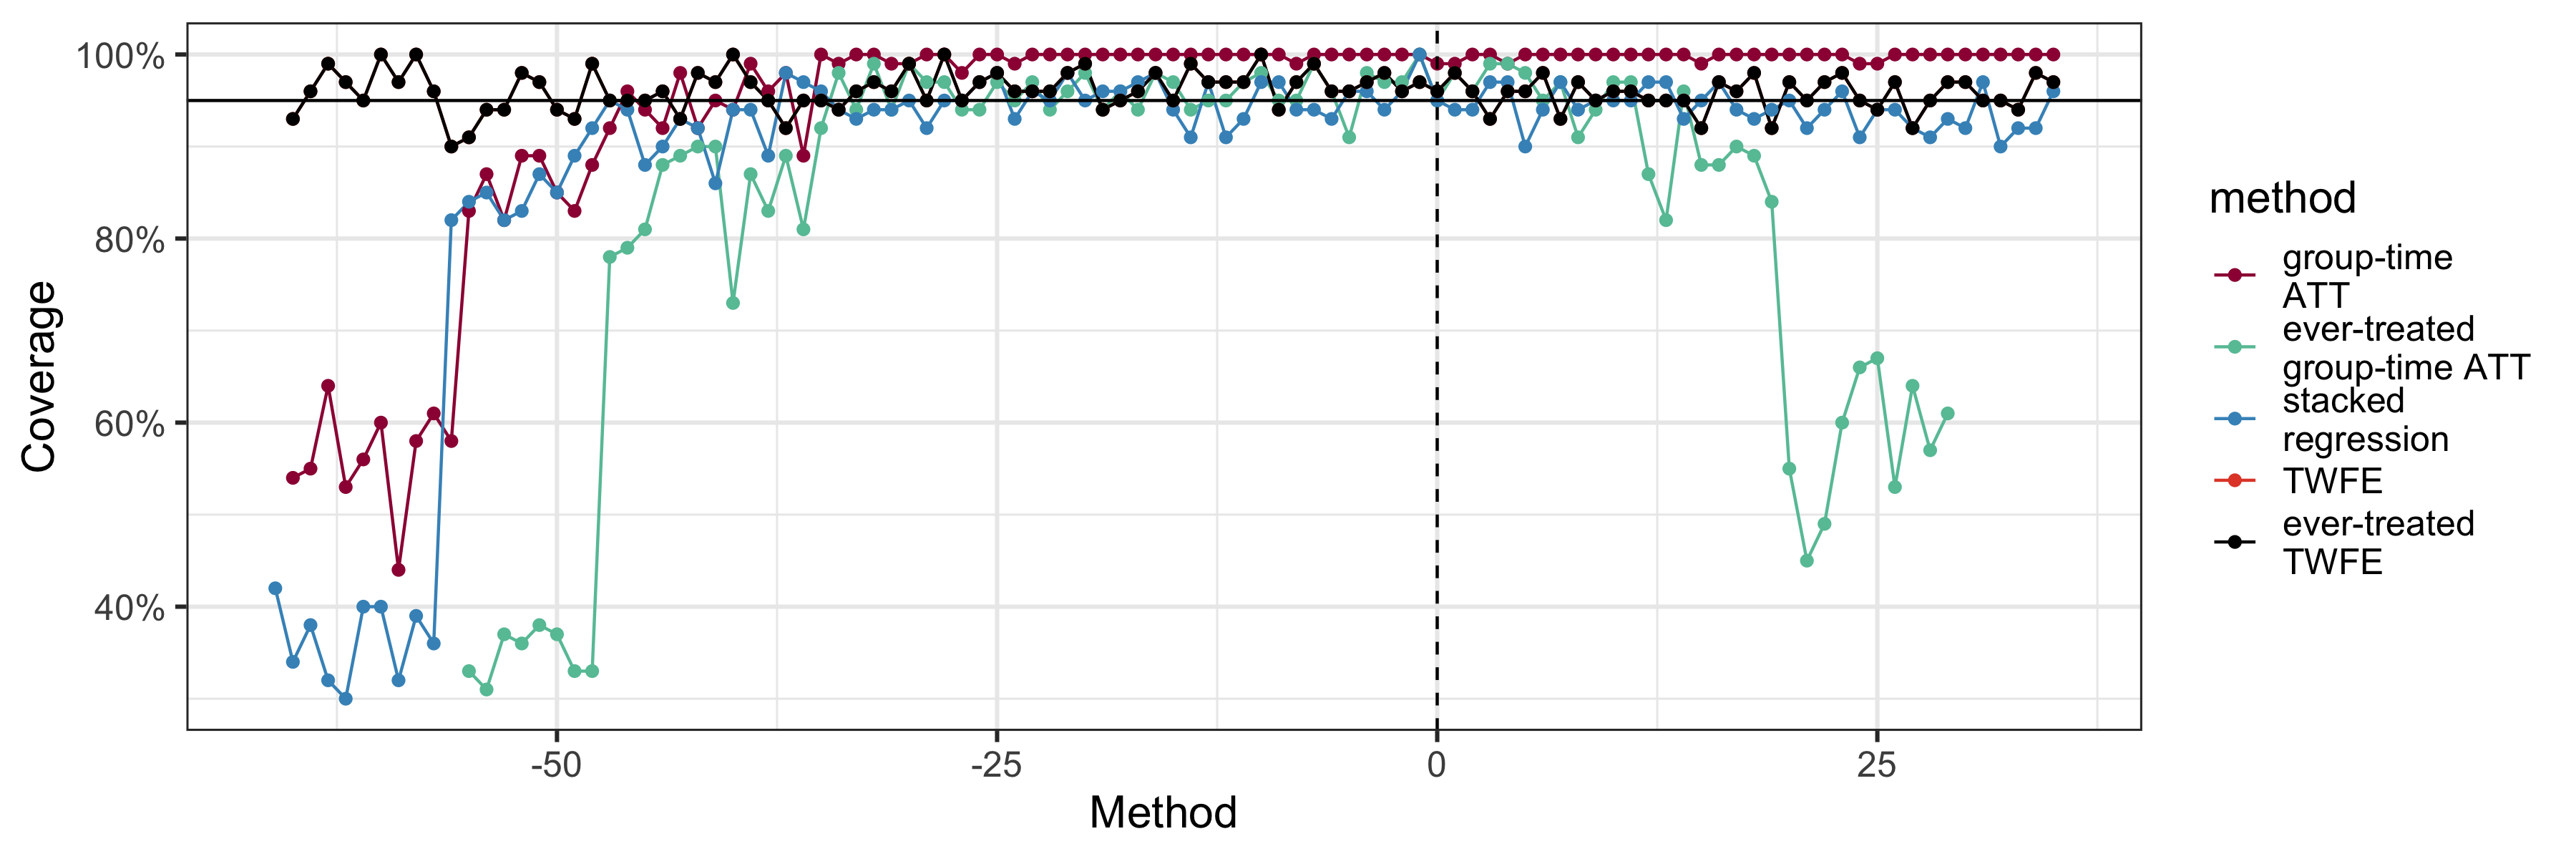 100%
80%
60%
40%
Coverage
-50
-25
0
25
Method
method
group-time
ATT
ever-treated
group-time ATT
stacked
regression
TWFE
ever-treated
TWFE